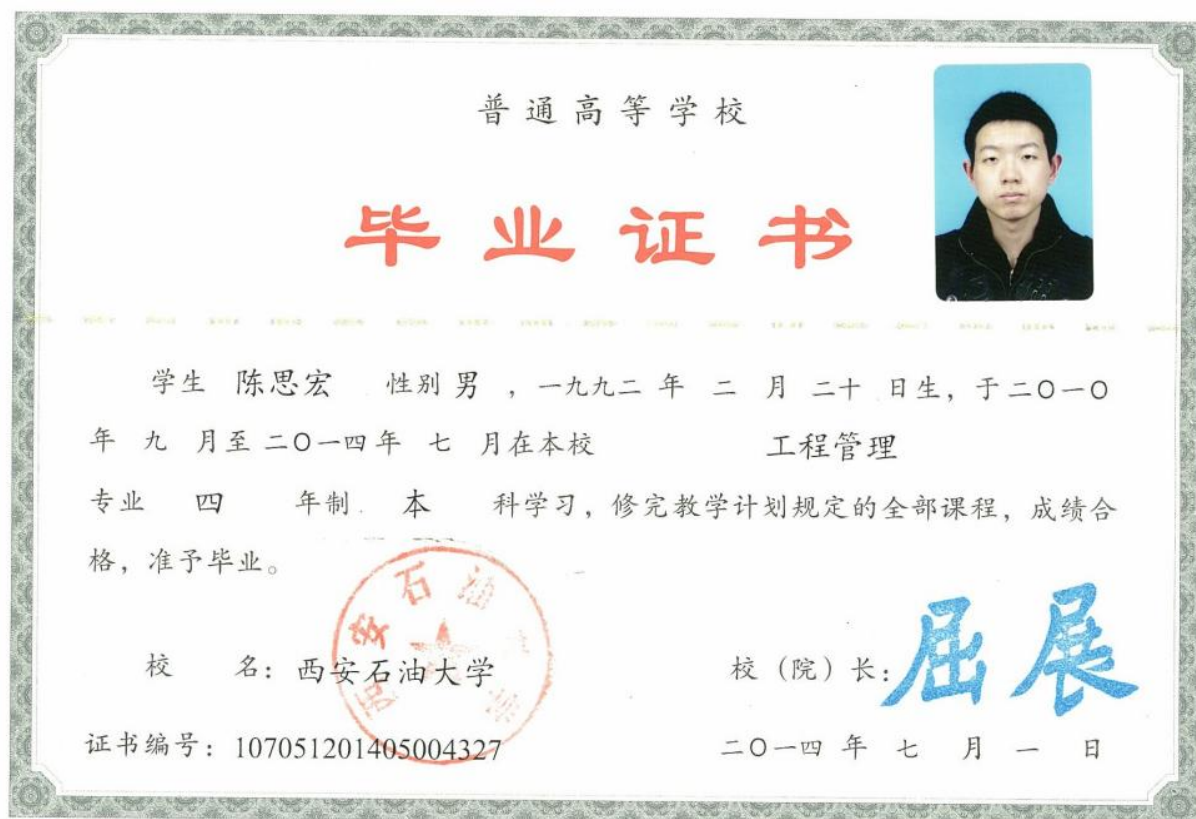 普通高等学校
毕业证书
学生 陈思宏 性别 男 ，一九九二 年 二 月 二十 日生，于二〇一〇
年 九 月至 二〇一四年 七 月在本校 工程管理
专业 四 年制 本 科学习，修完教学计划规定的全部课程，成绩合
格，准予毕业。
西安石油
校 名：西安石油大学
校（院）长：屈展
证书编号：107051201405004327
二〇一四 年 七 月 一 日